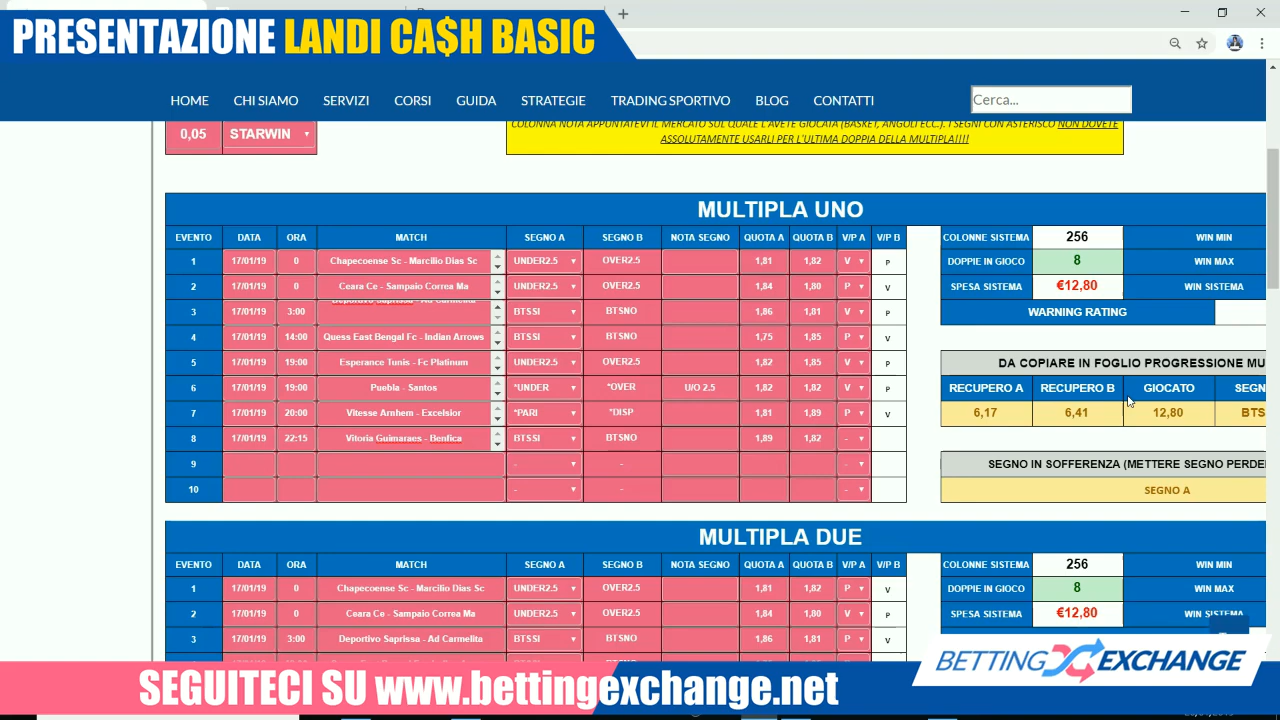 PRESENTAZIONE LANDI CA$H BASIC
HOME CHI SIAMO SERVIZI CORSI GUIDA STRATEGIE TRADING SPORTIVO BLOG CONTATTI Cerca...
COLONNA NOTA APPUNTATEVI IL MERCATO SUL QUALE L'AVETE GIOCATA (BASKET, ANGOLI ECC.). I SEGNI CON ASTERISCO NON DOVETE
0,05 STARWIN
ASSOLUTAMENTE USARLI PER L'ULTIMA DOPPIA DELLA MULTIPLA!!!!
MULTIPLA UNO
EVENTO DATA ORA MATCH SEGNO A SEGNO B NOTA SEGNO QUOTA A QUOTA B V/P A V/P B COLONNE SISTEMA 256 WIN MIN
1 17/01/19 0 Chapecoense Sc - Marcilio Dias Sc UNDER2.5 OVER2.5 1,81 1,82 V P DOPPIE IN GIOCO 8 WIN MAX
2 17/01/19 0 Ceara Ce - Sampaio Correa Ma UNDER2.5 OVER2.5 1,84 1,80 P V SPESA SISTEMA €12,80 WIN SISTEMA
3 17/01/19 3:00 Deportivo Saprissa - Ad Carmelita BTSSI BTSNO 1,86 1,81 V P WARNING RATING
4 17/01/19 14:00 Quess East Bengal Fc - Indian Arrows BTSSI BTSNO 1,75 1,85 P V
5 17/01/19 19:00 Esperance Tunis - Fc Platinum UNDER2.5 OVER2.5 1,82 1,85 V P DA COPIARE IN FOGLIO PROGRESSIONE MU
6 17/01/19 19:00 Puebla - Santos *UNDER *OVER U/O 2.5 1,82 1,82 V P RECUPERO A RECUPERO B GIOCATO SEGN
7 17/01/19 20:00 Vitesse Arnhem - Excelsior *PARI *DISP 1,81 1,89 P V 6,17 6,41 12,80 BTS
8 17/01/19 22:15 Vitoria Guimaraes - Benfica BTSSI BTSNO 1,89 1,82 -
9 - - - SEGNO IN SOFFERENZA (METTERE SEGNO PERDE
10 - - - SEGNO A
MULTIPLA DUE
EVENTO DATA ORA MATCH SEGNO A SEGNO B NOTA SEGNO QUOTA A QUOTA B V/P A V/P B COLONNE SISTEMA 256 WIN MIN
1 17/01/19 0 Chapecoense Sc - Marcilio Dias Sc UNDER2.5 OVER2.5 1,81 1,82 P V DOPPIE IN GIOCO 8 WIN MAX
2 17/01/19 0 Ceara Ce - Sampaio Correa Ma UNDER2.5 OVER2.5 1,84 1,80 V P SPESA SISTEMA €12,80 WIN SISTEMA
3 17/01/19 3:00 Deportivo Saprissa - Ad Carmelita BTSSI BTSNO 1,86 1,81 P V
BETTING EXCHANGE
SEGUITECI SU www.bettingexchange.net